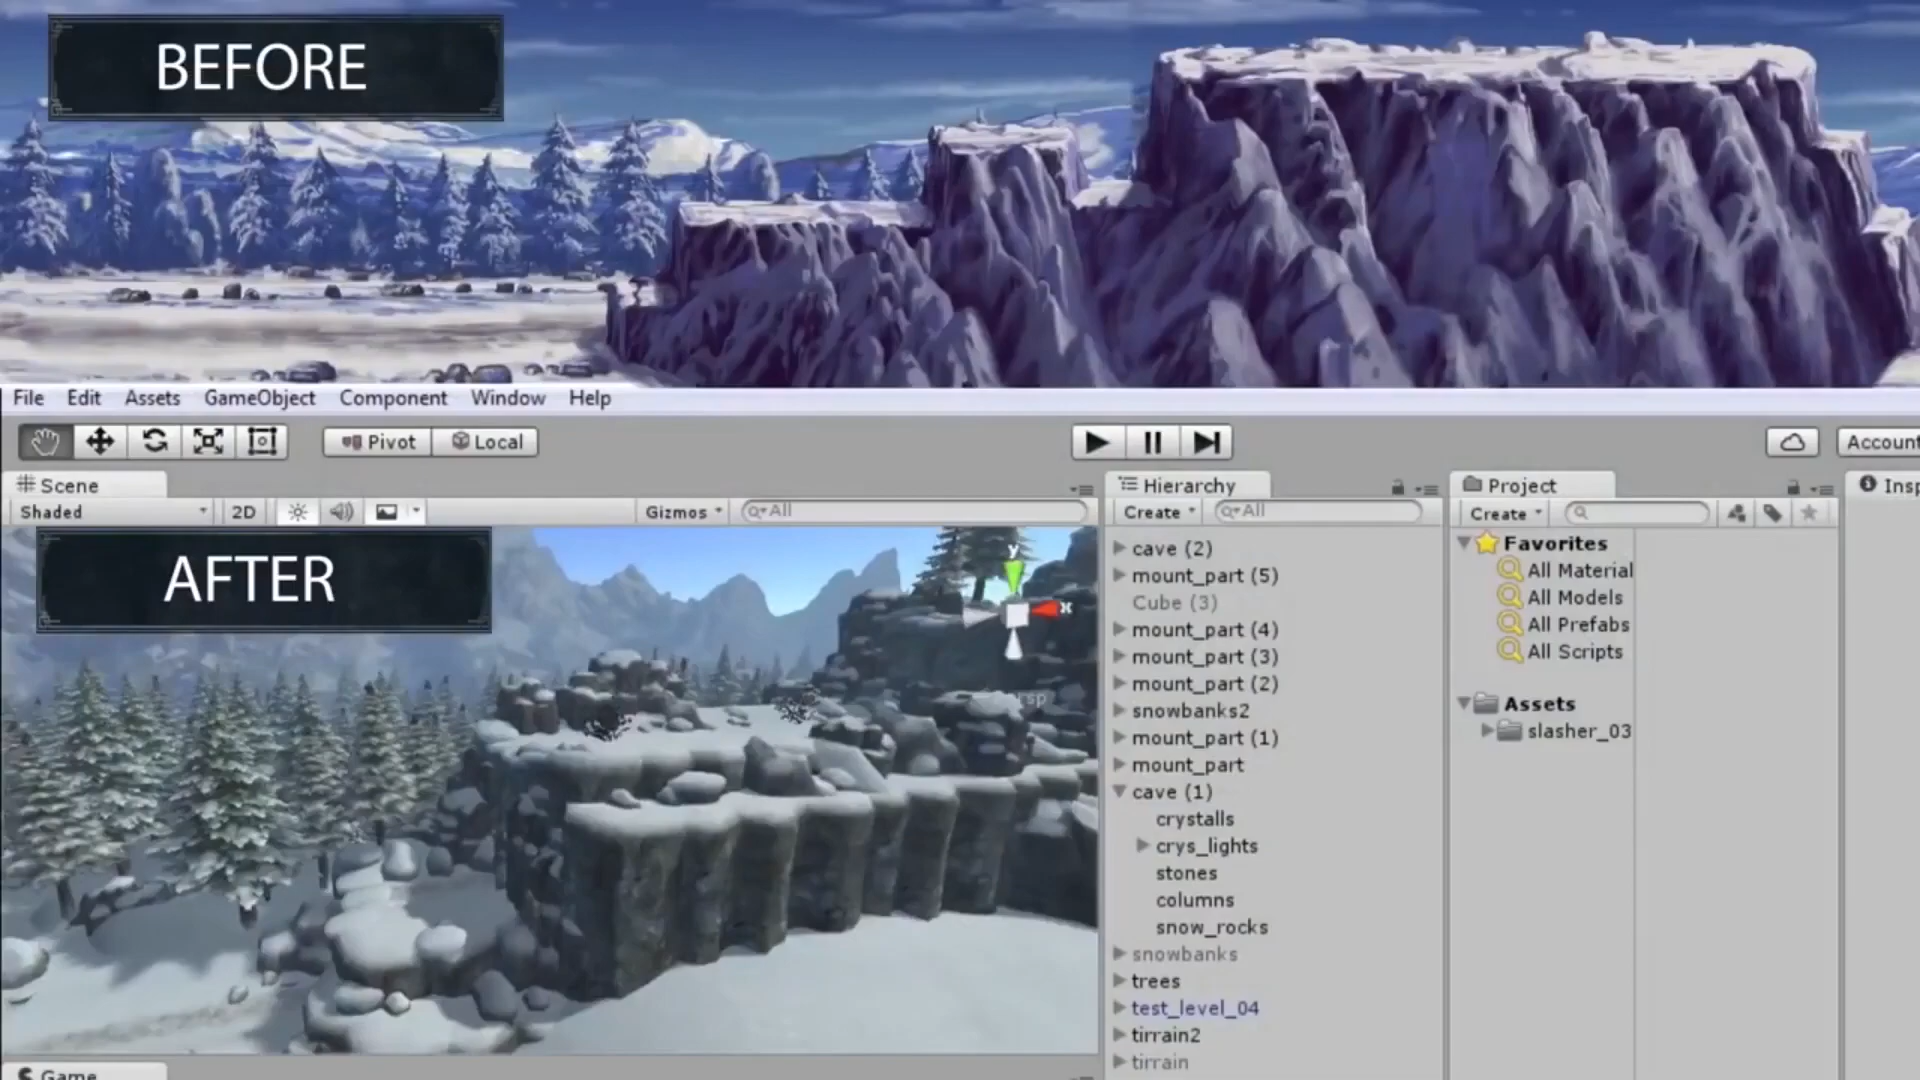 BEFORE
File Edit Assets GameObject Component Window Help
Pivot Local
Account
Scene
Hierarchy
Project
Shaded 2D Gizmos All
Create All
Create
AFTER
y
x
cave (2)
mount_part (5)
Cube (3)
mount_part (4)
mount_part (3)
mount_part (2)
snowbanks2
mount_part (1)
mount_part
cave (1)
crystalls
crys_lights
stones
columns
snow_rocks
snowbanks
trees
test_level_04
tirrain2
tirrain
Favorites
All Material
All Models
All Prefabs
All Scripts
Assets
slasher_03
Game